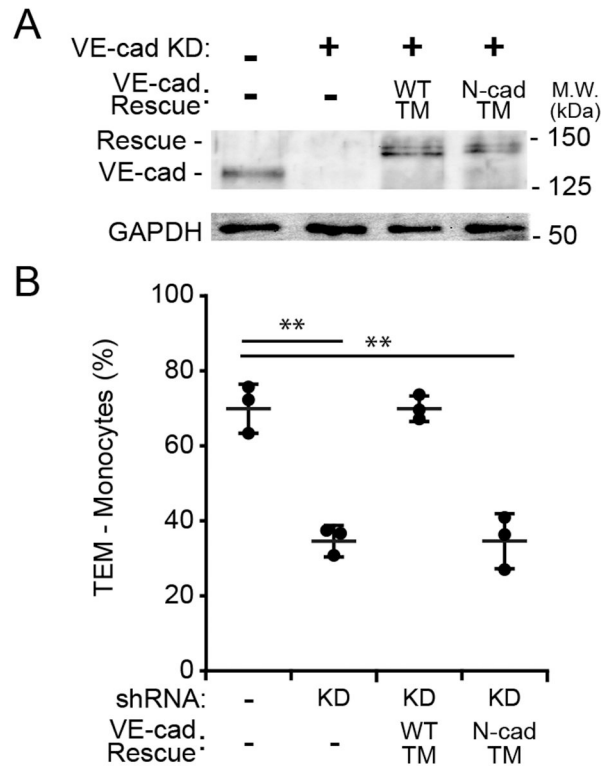 A
VE-cad KD: - + + +
VE-cad Rescue: - - WT TM N-cad TM
M.W. (kDa)
Rescue - - 150
VE-cad - - 125
GAPDH - 50
B
TEM - Monocytes (%)
100
80
60
40
20
0
** 
**
shRNA: - KD KD KD
VE-cad Rescue: - - WT TM N-cad TM